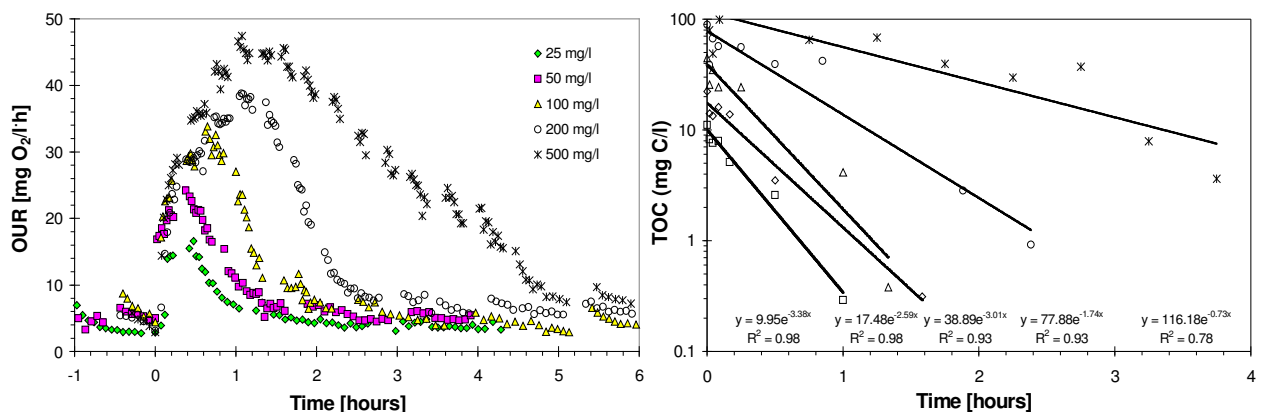 50
40
30
20
10
0
OUR [mg O2/l·h]
25 mg/l
50 mg/l
100 mg/l
200 mg/l
500 mg/l
-1 0 1 2 3 4 5 6
Time [hours]
100
10
1
0.1
TOC (mg C/l)
y = 9.95e-3.38x y = 17.48e-2.59x y = 38.89e-3.01x y = 77.88e-1.74x y = 116.18e-0.73x
R2 = 0.98 R2 = 0.98 R2 = 0.93 R2 = 0.93 R2 = 0.78
0 1 2 3 4
Time [hours]